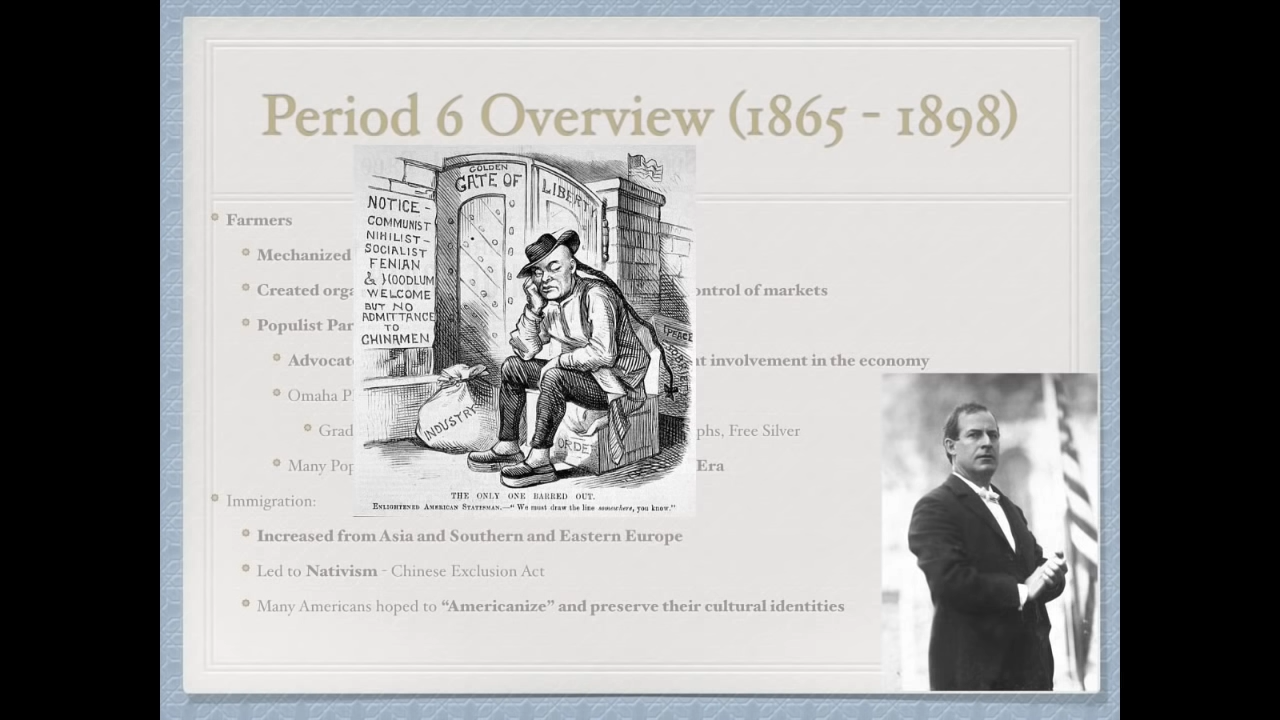 Period 6 Overview (1865 - 1898)
Farmers
Mechanized
Created orga
ontrol of markets
Populist Par
Advocat
t involvement in the economy
Omaha P
Grad
phs, Free Silver
Many Pop
Era
Immigration:
Increased from Asia and Southern and Eastern Europe
Led to Nativism - Chinese Exclusion Act
Many Americans hoped to “Americanize” and preserve their cultural identities
GOLDEN
GATE OF LIBERTY
NOTICE -
COMMUNIST
NIHILIST -
SOCIALIST
FENIAN
& HOODLUM
WELCOME
BUT NO
ADMITTANCE
TO
CHINAMEN
INDUSTRY
ORDER
PEACE
THE ONLY ONE BARRED OUT.
ENLIGHTENED AMERICAN STATESMAN.—“We must draw the line somewhere, you know.”